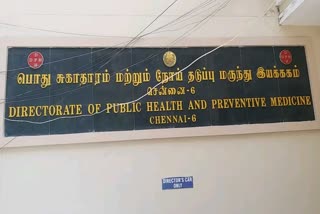 பொது சுகாதாரம் மற்றும் நோய் தடுப்பு மருந்து இயக்ககம்
சென்னை-6
DIRECTORATE OF PUBLIC HEALTH AND PREVENTIVE MEDICINE
CHENNAI-6
DIRECTOR'S CAR
ONLY